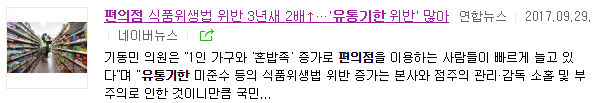 편의점 식품위생법 위반 3년새 2배↑…'유통기한 위반' 많아 연합뉴스 | 2017.09.29.
| 네이버뉴스 |
기동민 의원은 "1인 가구와 '혼밥족' 증가로 편의점을 이용하는 사람들이 빠르게 늘고 있
다"며 "유통기한 미준수 등의 식품위생법 위반 증가는 본사와 점주의 관리·감독 소홀 및 부
주의로 인한 것이니만큼 국민...